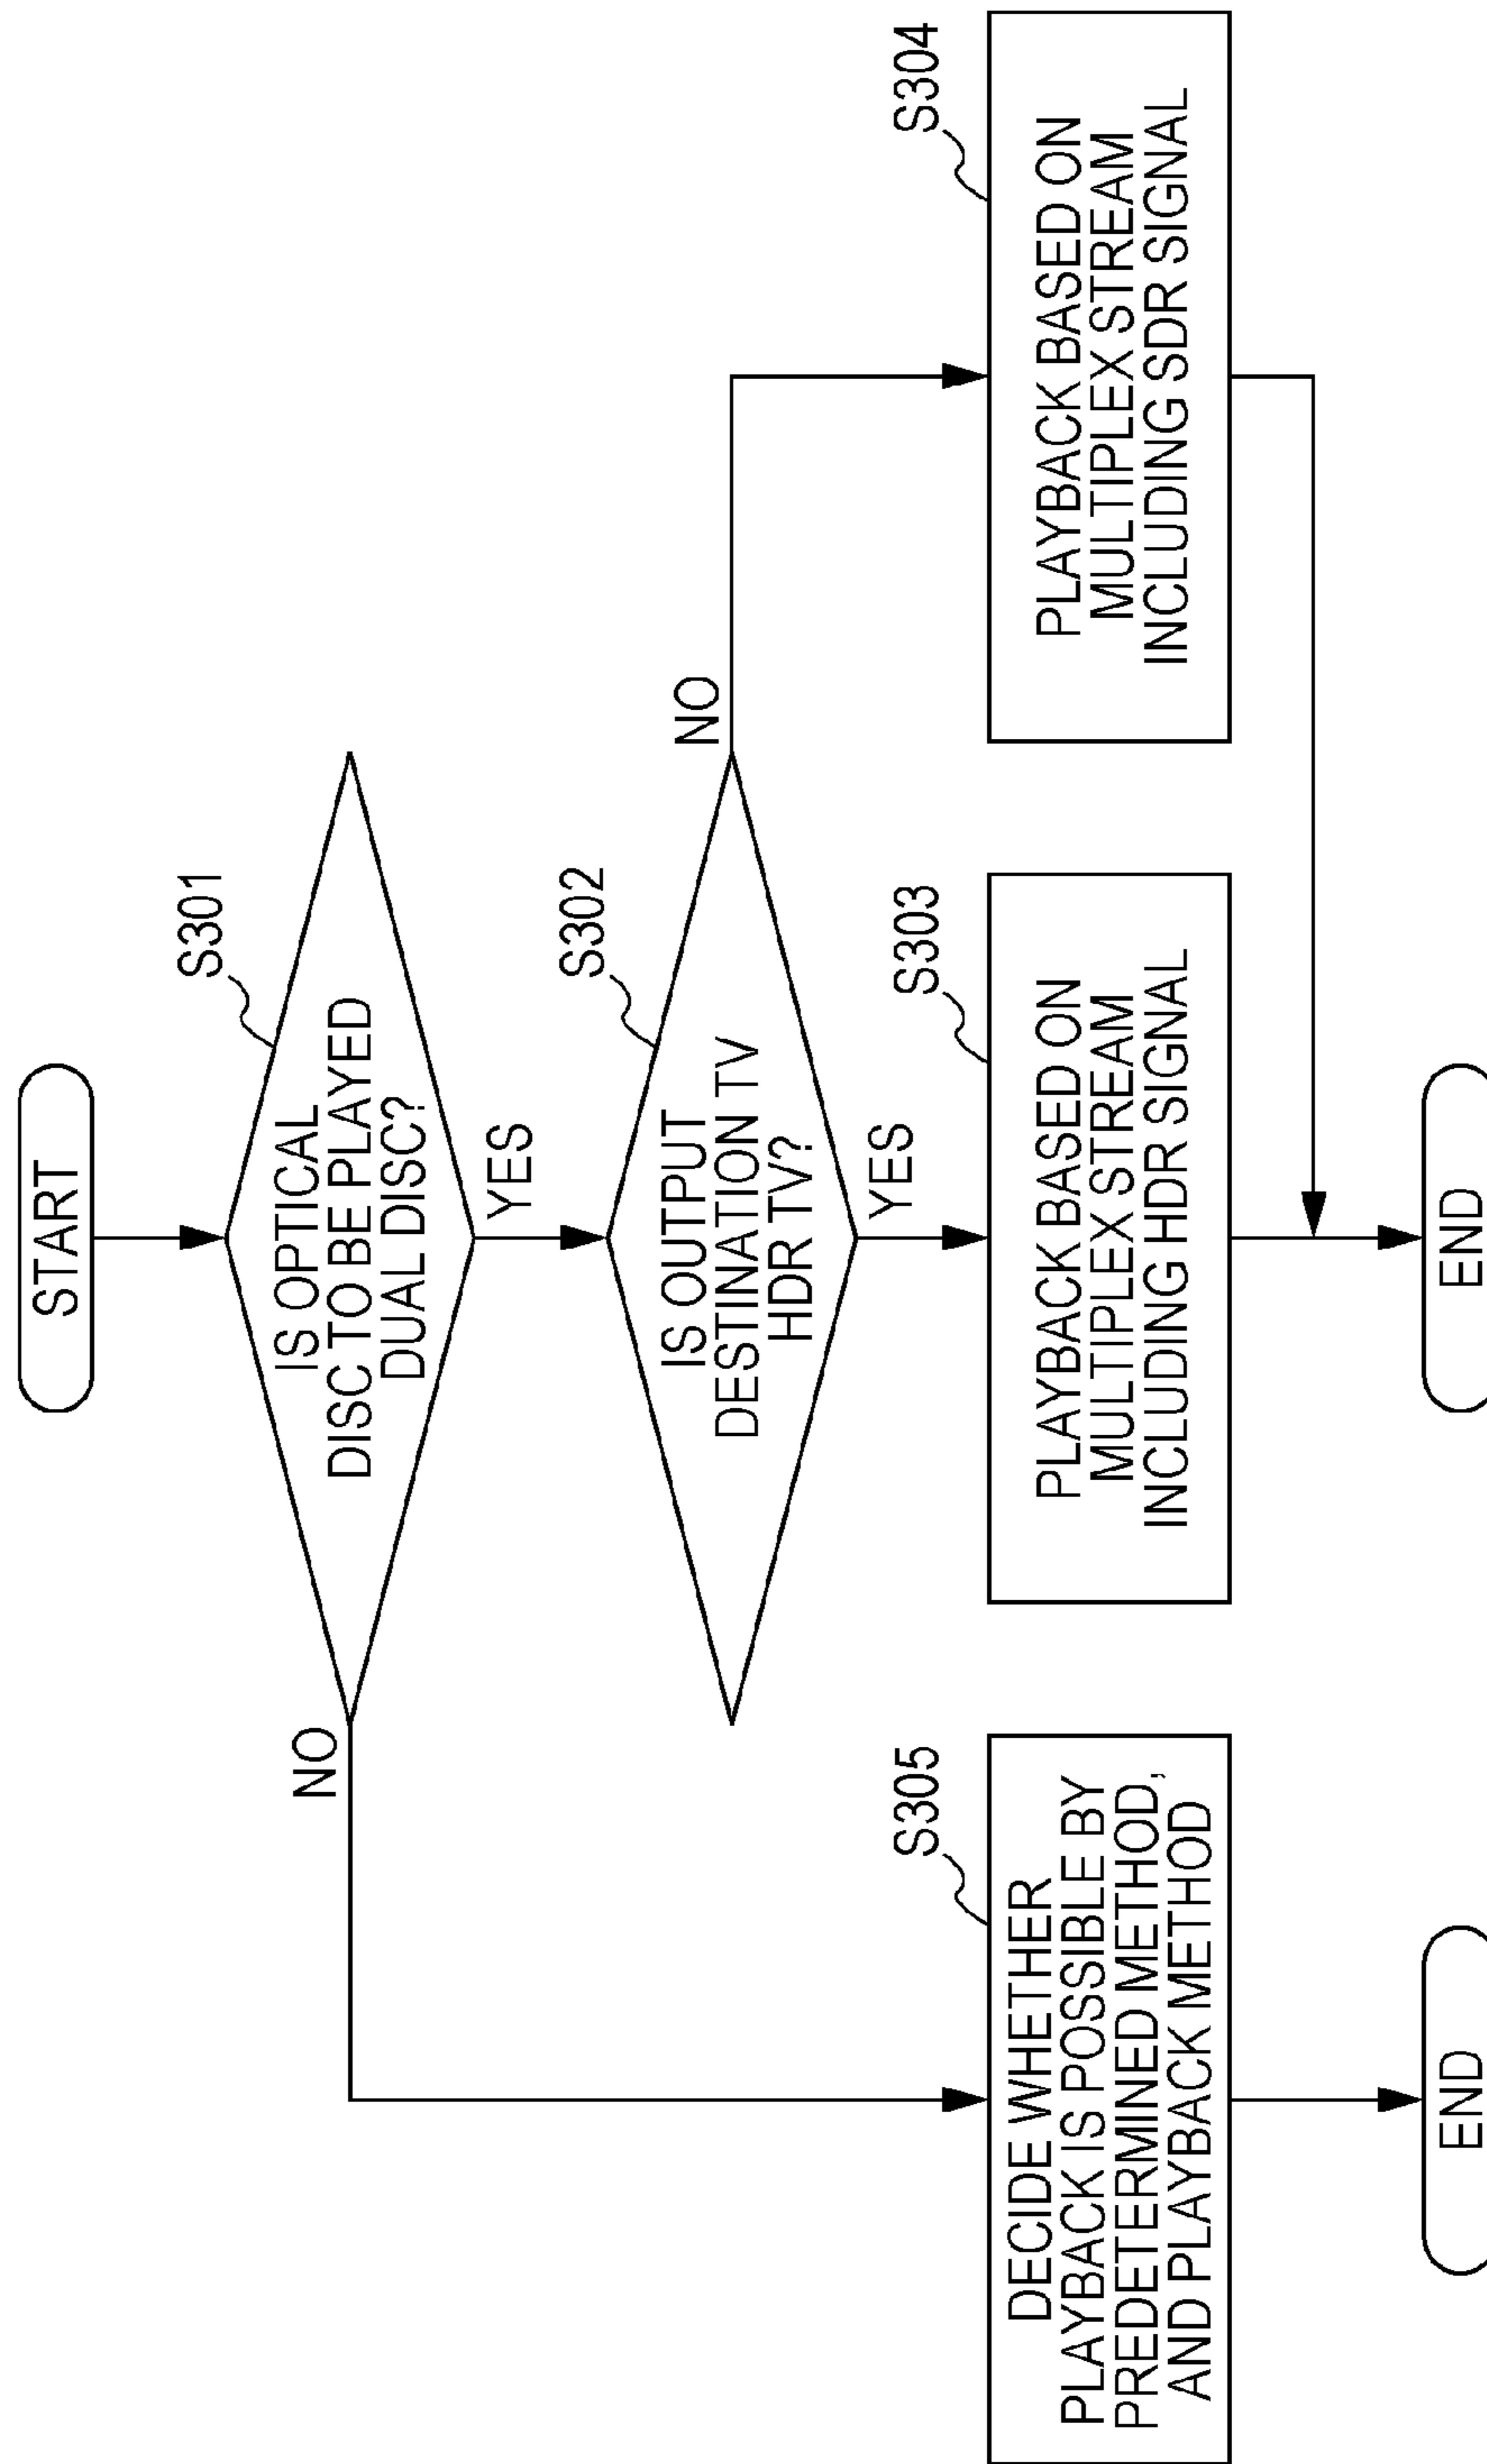 START
S301
IS OPTICAL
DISC TO BE PLAYED
DUAL DISC?
NO
YES
S302
IS OUTPUT
DESTINATION TV
HDR TV?
NO
YES
S305
DECIDE WHETHER
PLAYBACK IS POSSIBLE BY
PREDETERMINED METHOD,
AND PLAYBACK METHOD
S303
PLAYBACK BASED ON
MULTIPLEX STREAM
INCLUDING HDR SIGNAL
S304
PLAYBACK BASED ON
MULTIPLEX STREAM
INCLUDING SDR SIGNAL
END
END